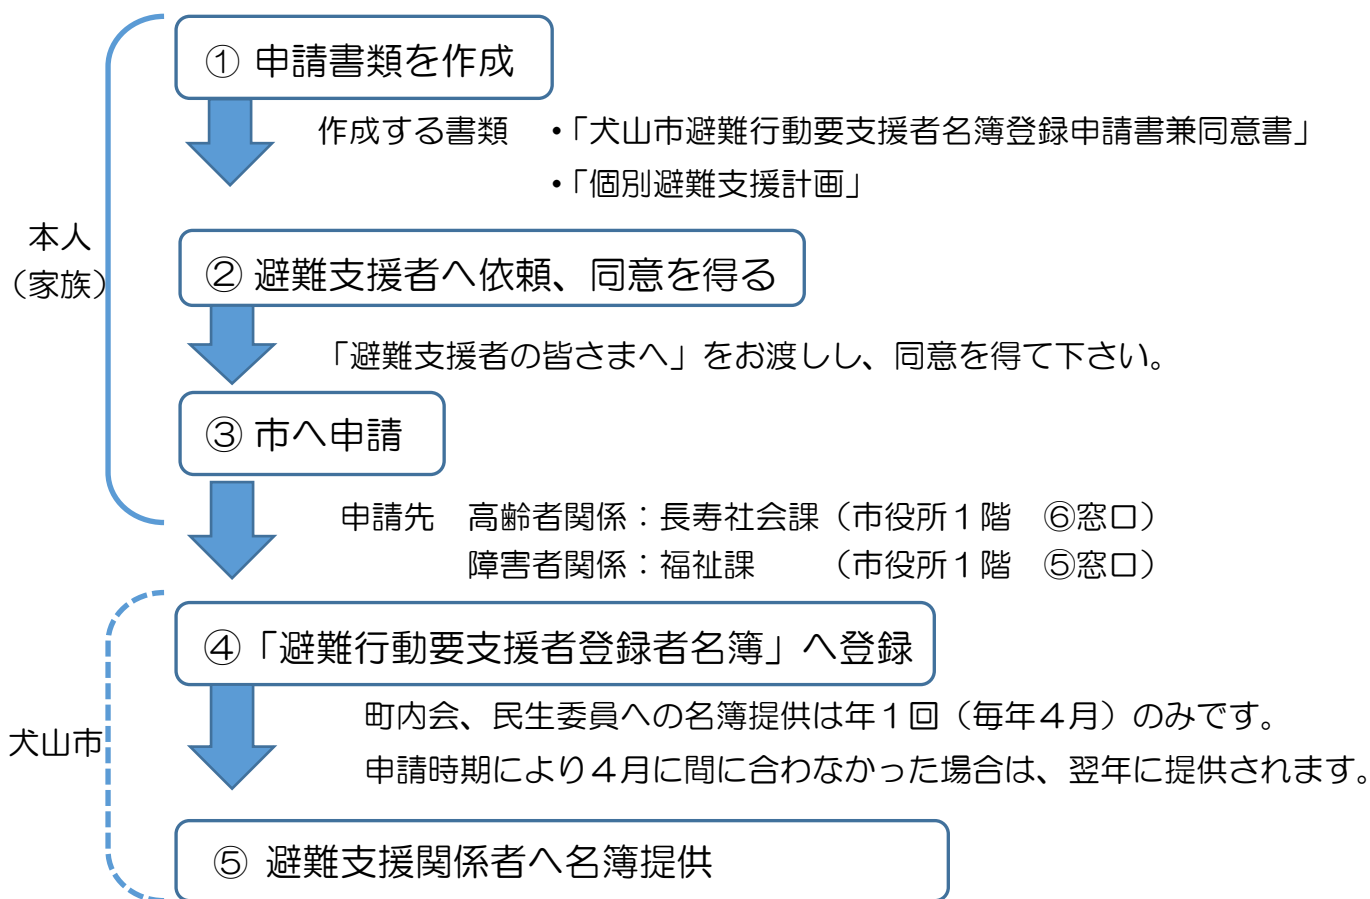 ① 申請書類を作成
作成する書類 ・「犬山市避難行動要支援者名簿登録申請書兼同意書」
・「個別避難支援計画」
本人
（家族）
② 避難支援者へ依頼、同意を得る
「避難支援者の皆さまへ」をお渡しし、同意を得て下さい。
③ 市へ申請
申請先 高齢者関係：長寿社会課（市役所１階 ⑥窓口）
障害者関係：福祉課 （市役所１階 ⑤窓口）
④「避難行動要支援者登録者名簿」へ登録
町内会、民生委員への名簿提供は年１回（毎年４月）のみです。
犬山市
申請時期により４月に間に合わなかった場合は、翌年に提供されます。
⑤ 避難支援関係者へ名簿提供